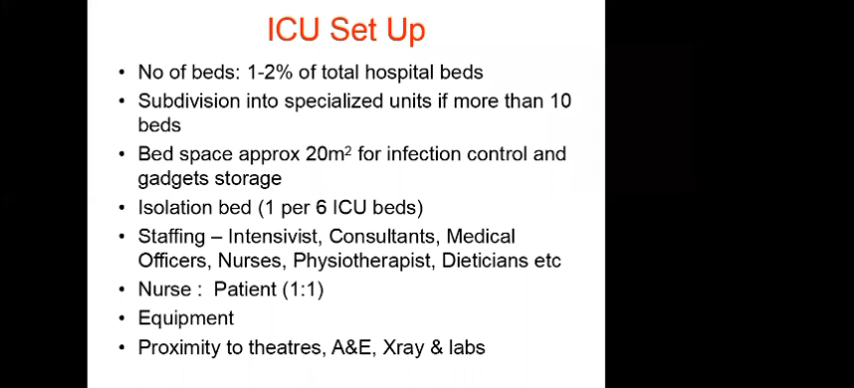 ICU Set Up
• No of beds: 1-2% of total hospital beds
• Subdivision into specialized units if more than 10
beds
• Bed space approx 20m² for infection control and
gadgets storage
• Isolation bed (1 per 6 ICU beds)
• Staffing – Intensivist, Consultants, Medical
Officers, Nurses, Physiotherapist, Dieticians etc
• Nurse : Patient (1:1)
• Equipment
• Proximity to theatres, A&E, Xray & labs